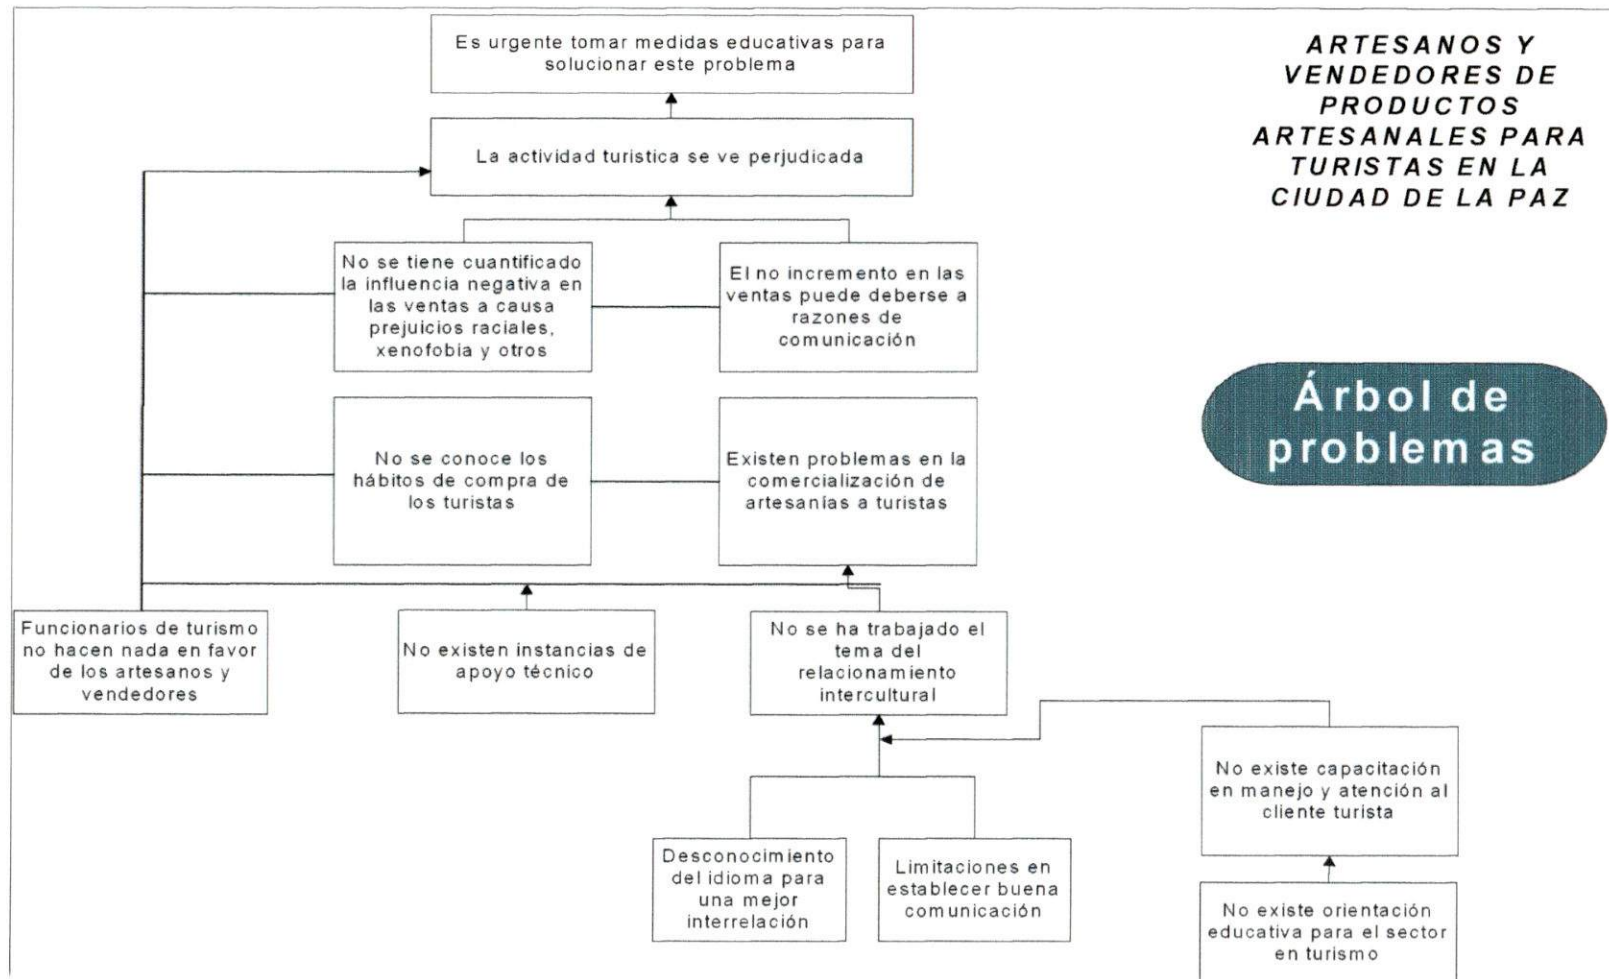 Es urgente tomar medidas educativas para
solucionar este problema
ARTESANOS Y
VENDEDORES DE
PRODUCTOS
ARTESANALES PARA
TURISTAS EN LA
CIUDAD DE LA PAZ
La actividad turistica se ve perjudicada
No se tiene cuantificado
la influencia negativa en
las ventas a causa
prejuicios raciales,
xenofobia y otros
El no incremento en las
ventas puede deberse a
razones de
comunicación
Árbol de
problemas
No se conoce los
hábitos de compra de
los turistas
Existen problemas en la
comercialización de
artesanías a turistas
Funcionarios de turismo
no hacen nada en favor
de los artesanos y
vendedores
No existen instancias de
apoyo técnico
No se ha trabajado el
tema del
relacionamiento
intercultural
No existe capacitación
en manejo y atención al
cliente turista
Desconocimiento
del idioma para
una mejor
interrelación
Limitaciones en
establecer buena
comunicación
No existe orientación
educativa para el sector
en turismo